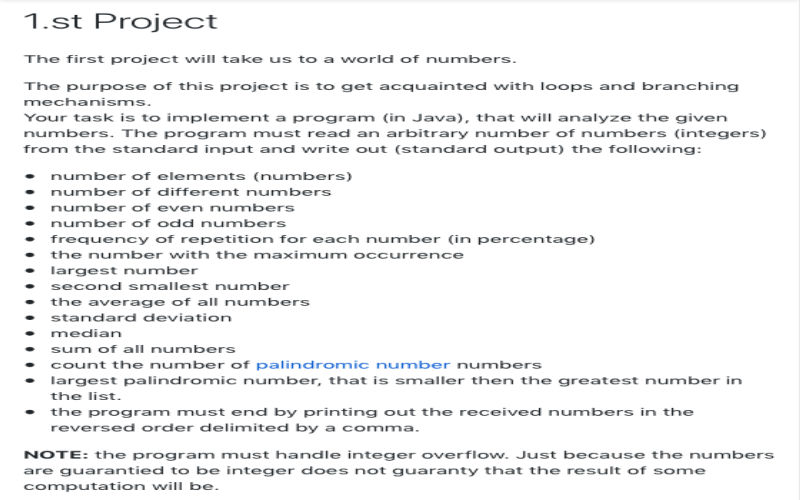 1.st Project
The first project will take us to a world of numbers.
The purpose of this project is to get acquainted with loops and branching
mechanisms.
Your task is to implement a program (in Java), that will analyze the given
numbers. The program must read an arbitrary number of numbers (integers)
from the standard input and write out (standard output) the following:
• number of elements (numbers)
• number of different numbers
• number of even numbers
• number of odd numbers
• frequency of repetition for each number (in percentage)
• the number with the maximum occurrence
• largest number
• second smallest number
• the average of all numbers
• standard deviation
• median
• sum of all numbers
• count the number of palindromic number numbers
• largest palindromic number, that is smaller then the greatest number in
the list.
• the program must end by printing out the received numbers in the
reversed order delimited by a comma.
NOTE: the program must handle integer overflow. Just because the numbers
are guarantied to be integer does not guaranty that the result of some
computation will be.